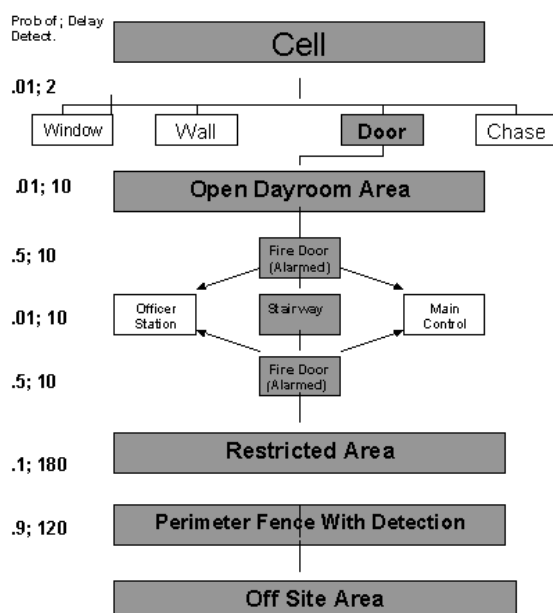 Prob of ; Delay
Detect.
Cell
.01; 2
Window
Wall
Door
Chase
.01; 10
Open Dayroom Area
.5; 10
Fire Door
(Alarmed)
.01; 10
Officer
Station
Stairway
Main
Control
.5; 10
Fire Door
(Alarmed)
.1; 180
Restricted Area
.9; 120
Perimeter Fence With Detection
Off Site Area